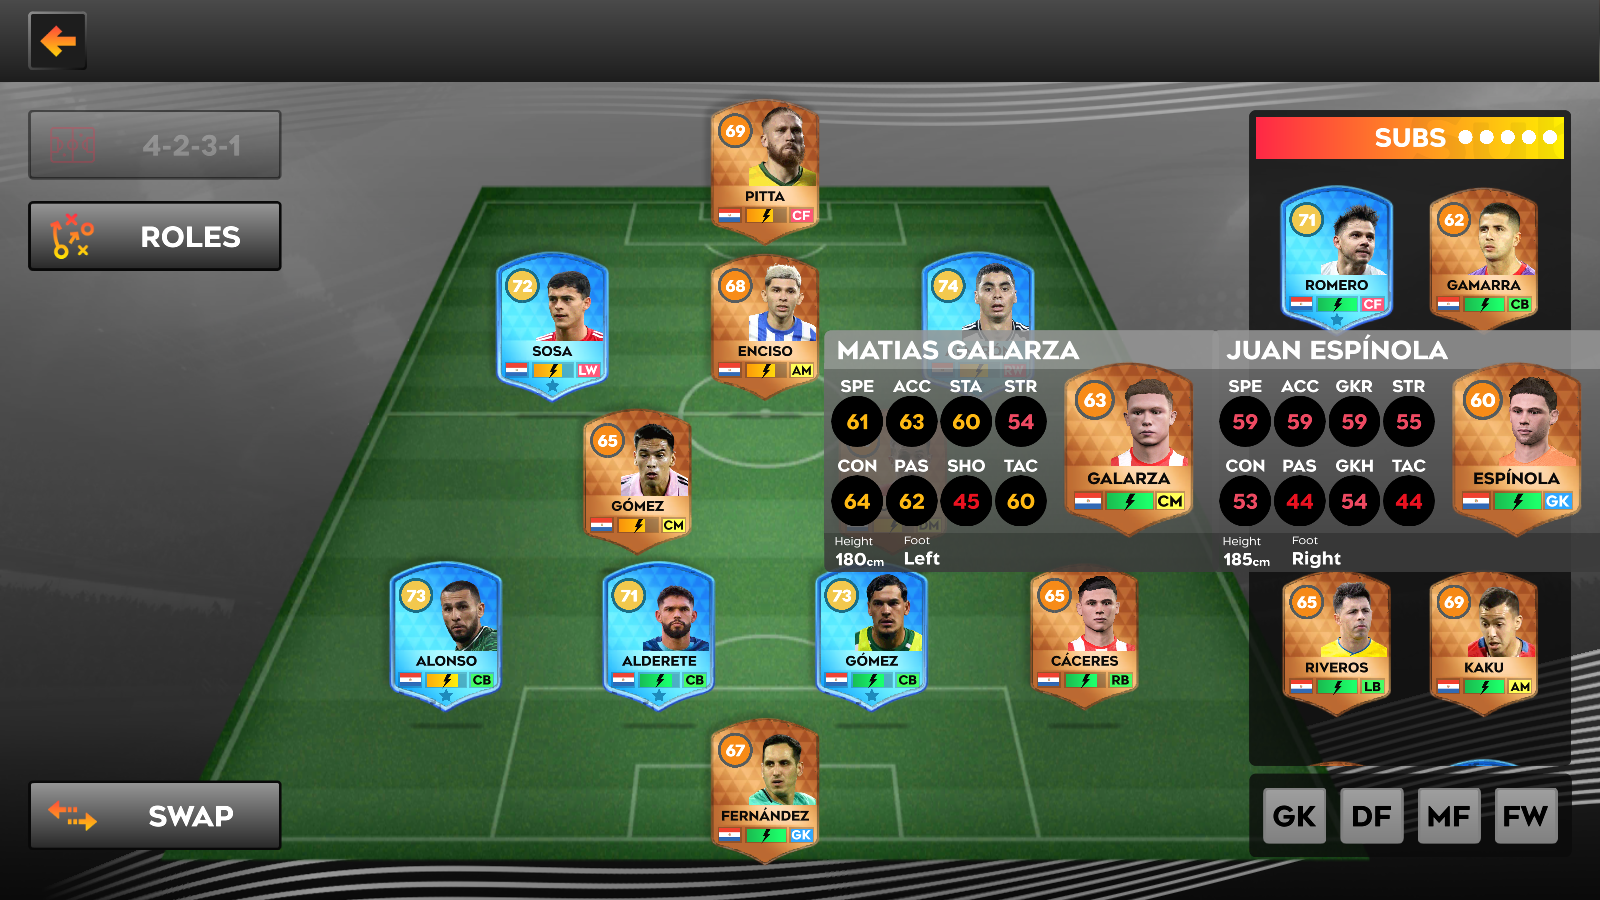 4-2-3-1
ROLES
SWAP
69
PITTA
CF
72
SOSA
LW
68
ENCISO
AM
74
RW
65
GÓMEZ
CM
DM
73
ALONSO
CB
71
ALDERETE
CB
73
GÓMEZ
CB
65
CÁCERES
RB
67
FERNÁNDEZ
GK
MATIAS GALARZA
SPE ACC STA STR
61 63 60 54
CON PAS SHO TAC
64 62 45 60
Height Foot
180cm Left
63
GALARZA
CM
JUAN ESPÍNOLA
SPE ACC GKR STR
59 59 59 55
CON PAS GKH TAC
53 44 54 44
Height Foot
185cm Right
60
ESPÍNOLA
GK
SUBS
71
ROMERO
CF
62
GAMARRA
CB
65
RIVEROS
LB
69
KAKU
AM
GK DF MF FW